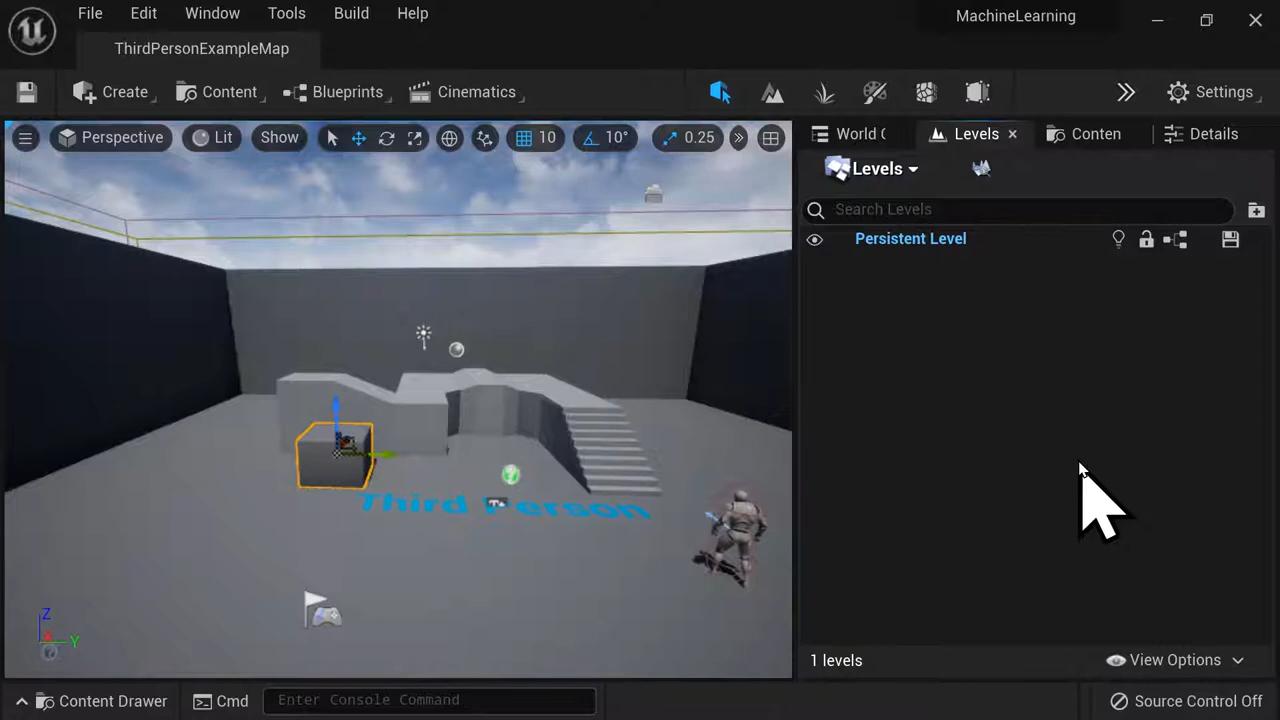 File Edit Window Tools Build Help
MachineLearning
ThirdPersonExampleMap
Create Content Blueprints Cinematics
Settings
Perspective Lit Show 10 10° 0.25
World ( Levels Conten Details
Levels
Search Levels
Persistent Level
Third Person
Z
X Y
1 levels
View Options
Content Drawer Cmd Enter Console Command
Source Control Off